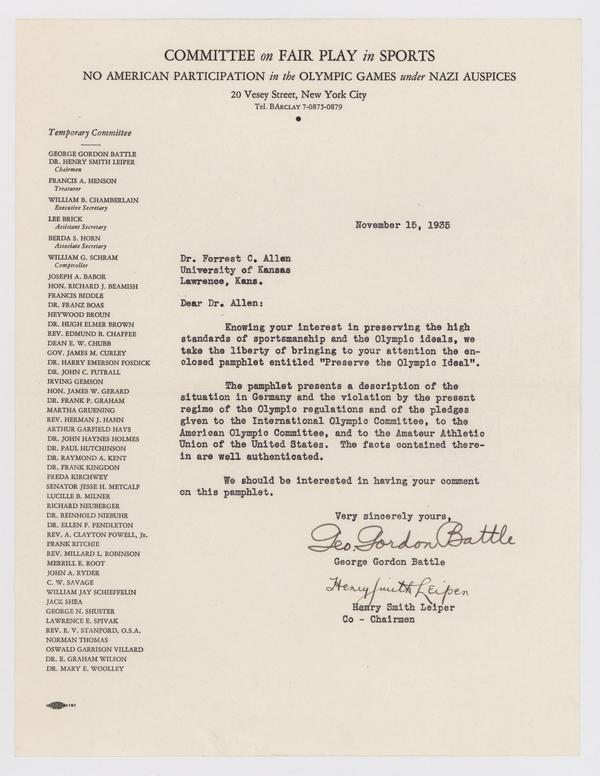 COMMITTEE on FAIR PLAY in SPORTS
NO AMERICAN PARTICIPATION in the OLYMPIC GAMES under NAZI AUSPICES
20 Vesey Street, New York City
Tel. BARCLAY 7-0875-0879
Temporary Committee
GEORGE GORDON BATTLE
DR. HENRY SMITH LEIPER
Chairmen
FRANCIS A. HENSON
Treasurer
WILLIAM B. CHAMBERLAIN
Executive Secretary
LEE BRICK
Assistant Secretary
BERDA S. HORN
Associate Secretary
WILLIAM G. SCHRAM
Comptroller
JOSEPH A. BABOR
HON. RICHARD J. BEAMISH
FRANCIS BIDDLE
DR. FRANZ BOAS
HEYWOOD BROUN
DR. HUGH ELMER BROWN
REV. EDMUND B. CHAFFEE
DEAN E. W. CHUBB
GOV. JAMES M. CURLEY
DR. HARRY EMERSON FOSDICK
DR. JOHN C. FUTRALL
IRVING GEMSON
HON. JAMES W. GERARD
DR. FRANK P. GRAHAM
MARTHA GRUENING
REV. HERMAN J. HAHN
ARTHUR GARFIELD HAYS
DR. JOHN HAYNES HOLMES
DR. PAUL HUTCHINSON
DR. RAYMOND A. KENT
DR. FRANK KINGDON
FREDA KIRCHWEY
SENATOR JESSE H. METCALF
LUCILLE B. MILNER
RICHARD NEUBERGER
DR. REINHOLD NIEBUHR
DR. ELLEN F. PENDLETON
REV. A. CLAYTON POWELL, JR.
FRANK RITCHIE
REV. MILLARD L. ROBINSON
MERRILL E. ROOT
JOHN A. RYDER
C. W. SAVAGE
WILLIAM JAY SCHIEFFELIN
JACK SHEA
GEORGE N. SHUSTER
LAWRENCE E. SPIVAK
REV. E. V. STANFORD, O.S.A.
NORMAN THOMAS
OSWALD GARRISON VILLARD
DR. E. GRAHAM WILSON
DR. MARY E. WOOLLEY
November 15, 1935
Dr. Forrest C. Allen
University of Kansas
Lawrence, Kans.
Dear Dr. Allen:
Knowing your interest in preserving the high
standards of sportsmanship and the Olympic ideals, we
take the liberty of bringing to your attention the en-
closed pamphlet entitled "Preserve the Olympic Ideal".
The pamphlet presents a description of the
situation in Germany and the violation by the present
regime of the Olympic regulations and of the pledges
given to the International Olympic Committee, to the
American Olympic Committee, and to the Amateur Athletic
Union of the United States. The facts contained there-
in are well authenticated.
We should be interested in having your comment
on this pamphlet.
Very sincerely yours,
Geo. Gordon Battle
George Gordon Battle
Henry Smith Leiper
Henry Smith Leiper
Co - Chairmen